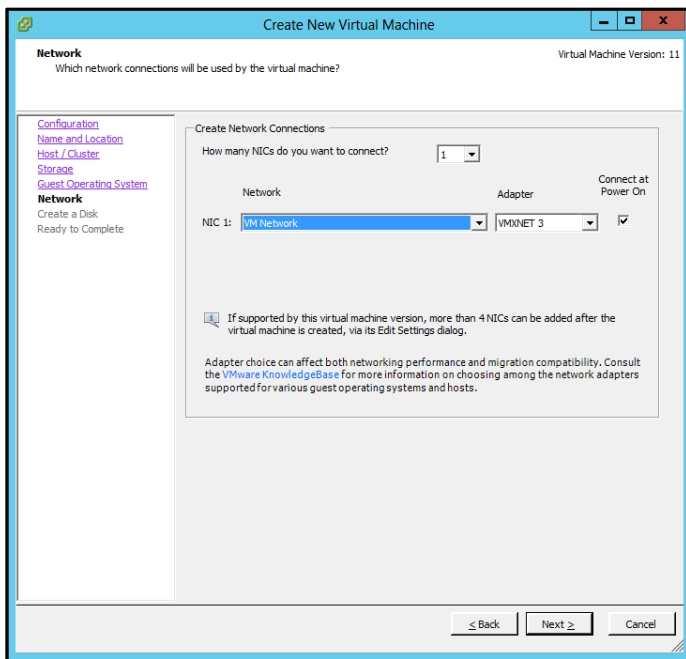 Create New Virtual Machine
Network
Which network connections will be used by the virtual machine?
Virtual Machine Version: 11
Configuration
Name and Location
Host / Cluster
Storage
Guest Operating System
Network
Create a Disk
Ready to Complete
Create Network Connections
How many NICs do you want to connect?
1
Network
Adapter
Connect at
Power On
NIC 1:
VM Network
VMXNET 3
If supported by this virtual machine version, more than 4 NICs can be added after the
virtual machine is created, via its Edit Settings dialog.
Adapter choice can affect both networking performance and migration compatibility. Consult
the VMware KnowledgeBase for more information on choosing among the network adapters
supported for various guest operating systems and hosts.
< Back
Next >
Cancel